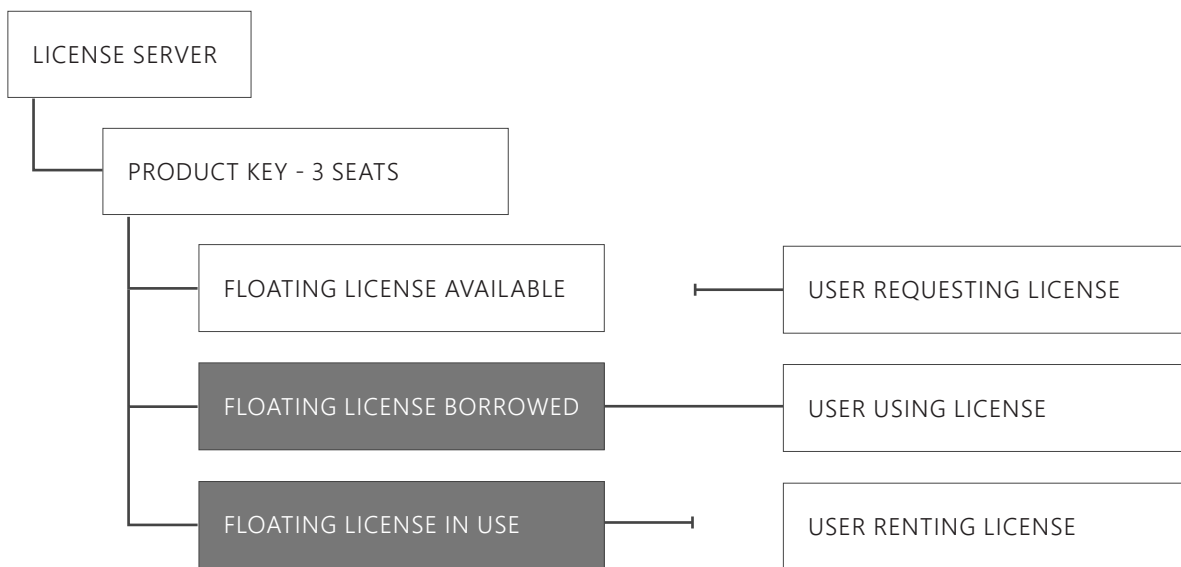 LICENSE SERVER
PRODUCT KEY - 3 SEATS
FLOATING LICENSE AVAILABLE
USER REQUESTING LICENSE
FLOATING LICENSE BORROWED
USER USING LICENSE
FLOATING LICENSE IN USE
USER RENTING LICENSE